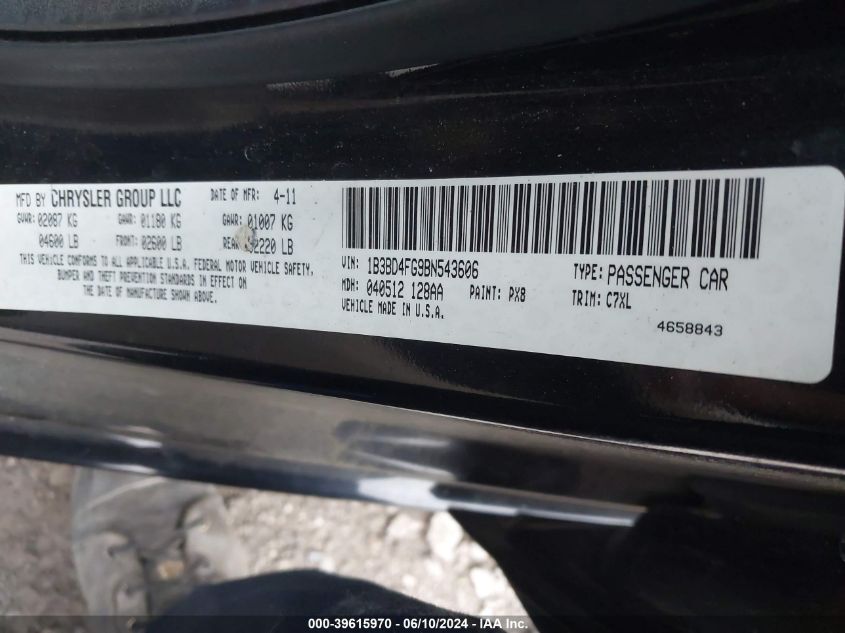 MFD BY CHRYSLER GROUP LLC DATE OF MFR: 4-11
GVWR: 02087 KG GAWR: 01180 KG GAWR: 01007 KG
04600 LB FRONT: 02600 LB REAR: 02220 LB
THIS VEHICLE CONFORMS TO ALL APPLICABLE U.S.A. FEDERAL MOTOR VEHICLE SAFETY,
BUMPER AND THEFT PREVENTION STANDARDS IN EFFECT ON
DATE OF MANUFACTURE SHOWN ABOVE.
VIN: 1B3BD4FG9BN543606 TYPE: PASSENGER CAR
MDH: 040512 128AA PAINT: PX8 TRIM: C7XL
VEHICLE MADE IN U.S.A.
4658843
000-39615970 - 06/10/2024 - IAA, Inc.